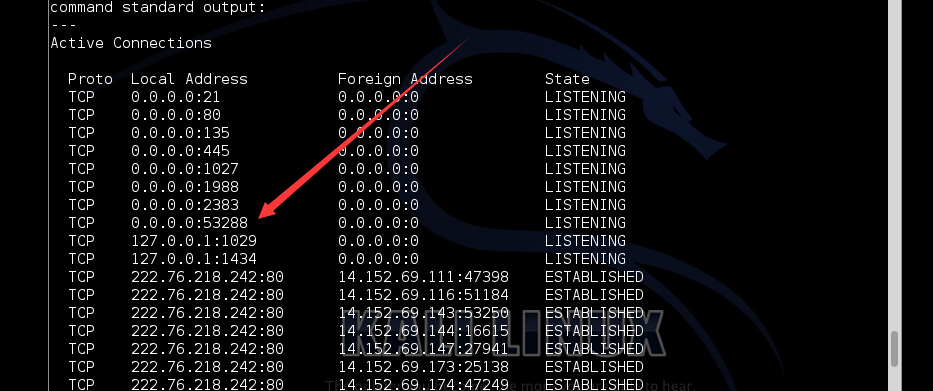 command standard output:
---
Active Connections
Proto Local Address Foreign Address State
TCP 0.0.0.0:21 0.0.0.0:0 LISTENING
TCP 0.0.0.0:80 0.0.0.0:0 LISTENING
TCP 0.0.0.0:135 0.0.0.0:0 LISTENING
TCP 0.0.0.0:445 0.0.0.0:0 LISTENING
TCP 0.0.0.0:1027 0.0.0.0:0 LISTENING
TCP 0.0.0.0:1988 0.0.0.0:0 LISTENING
TCP 0.0.0.0:2383 0.0.0.0:0 LISTENING
TCP 0.0.0.0:53288 0.0.0.0:0 LISTENING
TCP 127.0.0.1:1029 0.0.0.0:0 LISTENING
TCP 127.0.0.1:1434 0.0.0.0:0 LISTENING
TCP 222.76.218.242:80 14.152.69.111:47398 ESTABLISHED
TCP 222.76.218.242:80 14.152.69.116:51184 ESTABLISHED
TCP 222.76.218.242:80 14.152.69.143:53250 ESTABLISHED
TCP 222.76.218.242:80 14.152.69.144:16615 ESTABLISHED
TCP 222.76.218.242:80 14.152.69.147:27941 ESTABLISHED
TCP 222.76.218.242:80 14.152.69.173:25138 ESTABLISHED
TCP 222.76.218.242:80 14.152.69.174:47249 ESTABLISHED
KALI LINUX
to hear